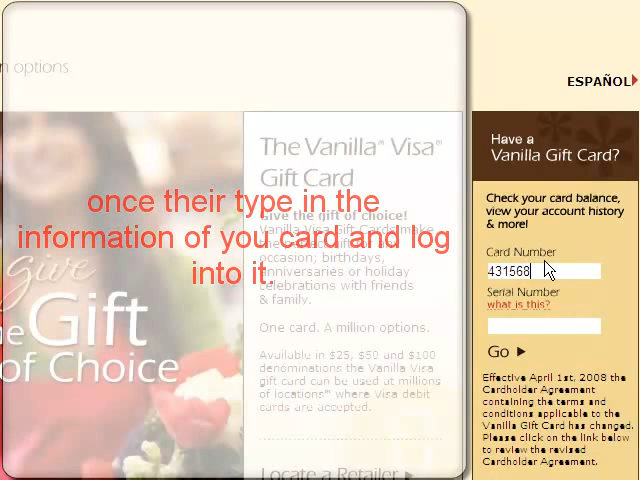 n options
ESPAÑOL
The Vanilla™ Visa®
Gift Card
Give the gift of choice!
Vanilla Visa Gift Cards make
occasion; birthdays,
anniversaries or holiday
celebrations with friends
& family.
One card. A million options.
Available in $25, $50 and $100
denominations the Vanilla Visa
gift card can be used at millions
of locations** where Visa debit
cards are accepted.
Locate a Retailer
once their type in the
information of you card and log
into it.
give
he Gift
of Choice
Have a
Vanilla Gift Card?
Check your card balance,
view your account history
& more!
Card Number
431568
Serial Number
what is this?
Go
Effective April 1st, 2008 the
Cardholder Agreement
containing the terms and
conditions applicable to the
Vanilla Gift Card has changed.
Please click on the link below
to review the revised
Cardholder Agreement.